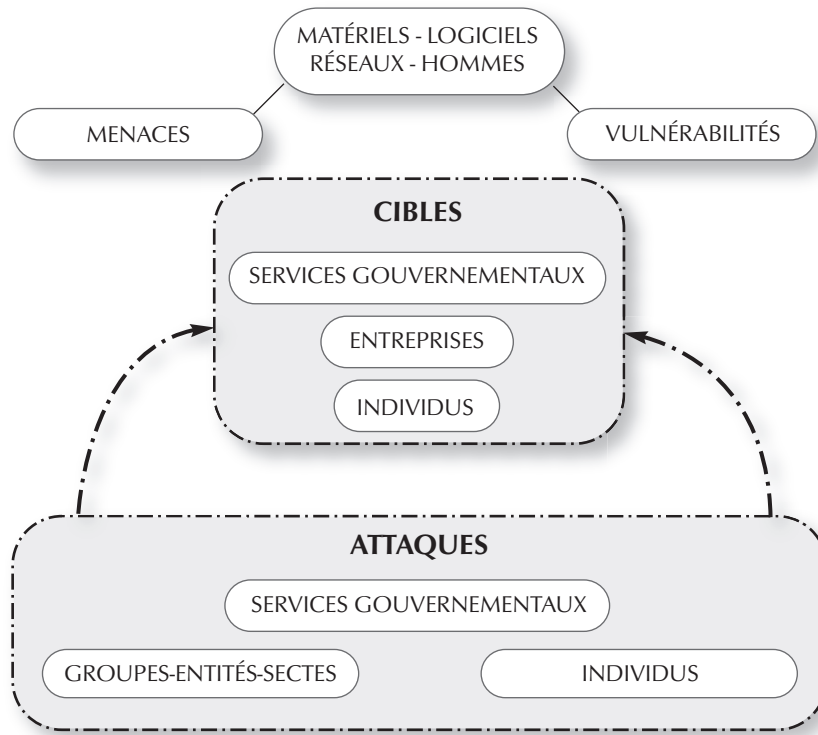 MATÉRIELS - LOGICIELS
RÉSEAUX - HOMMES
MENACES
VULNÉRABILITÉS
CIBLES
SERVICES GOUVERNEMENTAUX
ENTREPRISES
INDIVIDUS
ATTAQUES
SERVICES GOUVERNEMENTAUX
GROUPES-ENTITÉS-SECTES
INDIVIDUS